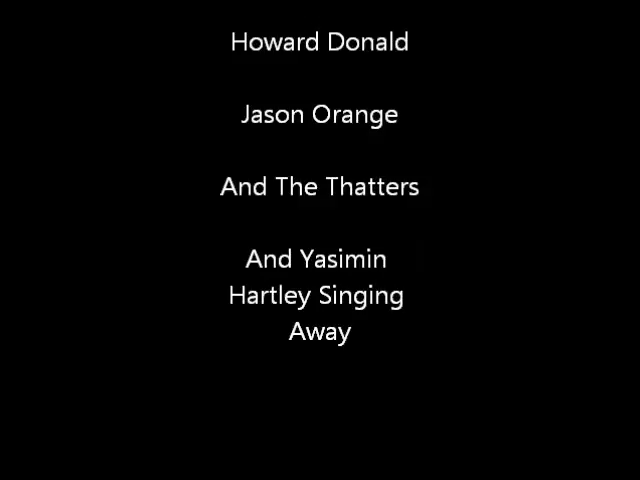 Howard Donald
Jason Orange
And The Thatters
And Yasimin
Hartley Singing
Away